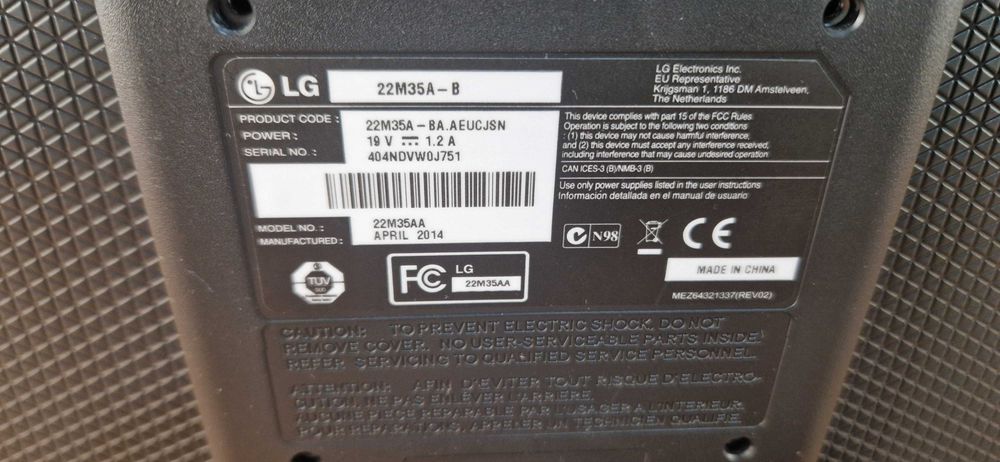 LG 22M35A-B
LG Electronics Inc.
EU Representative
Krijgsman 1, 1186 DM Amstelveen,
The Netherlands
PRODUCT CODE : 22M35A-BA.AEUCJSN
POWER : 19 V 1.2 A
SERIAL NO. : 404NDVW0J751
MODEL NO. : 22M35AA
MANUFACTURED : APRIL 2014
This device complies with part 15 of the FCC Rules
Operation is subject to the following two conditions
: (1) this device may not cause harmful interference,
and (2) this device must accept any interference received,
including interference that may cause undesired operation
CAN ICES-3 (B)/NMB-3 (B)
Use only power supplies listed in the user instructions
Información detallada en el manual de usuario
N98
CE
TUV
SUD
FC LG
22M35AA
MADE IN CHINA
MEZ64321337(REV02)
CAUTION: TO PREVENT ELECTRIC SHOCK, DO NOT
REMOVE COVER. NO USER-SERVICEABLE PARTS INSIDE.
REFER SERVICING TO QUALIFIED SERVICE PERSONNEL.
ATTENTION: AFIN D'EVITER TOUT RISQUE D'ELECTRO-
CUTION, NE PAS ENLEVER L'ARRIERE.
AUCUNE PIECE REPARABLE PAR L'USAGER A L'INTERIEUR.
POUR REPARATIONS, APPELER UN TECHNICIEN QUALIFIE.